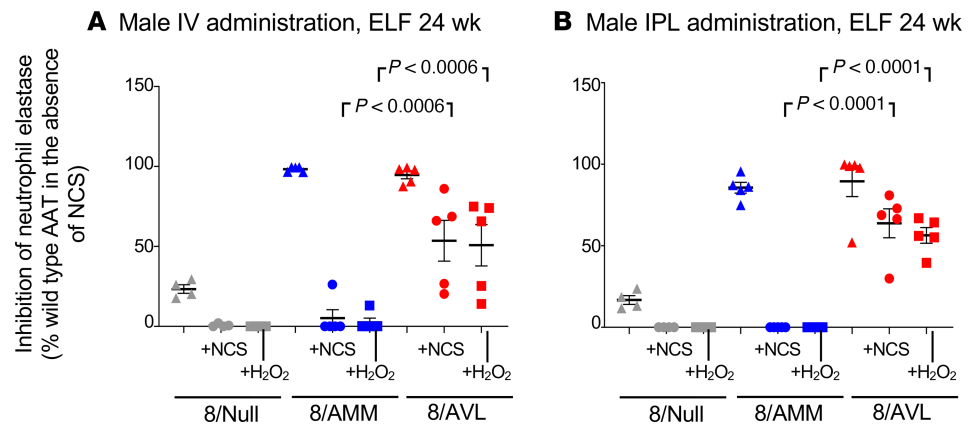 A Male IV administration, ELF 24 wk
B Male IPL administration, ELF 24 wk
Inhibition of neutrophil elastase
(% wild type AAT in the absence
of NCS)
150
100
50
0
P < 0.0006
P < 0.0006
+NCS
+H₂O₂
+NCS
+H₂O₂
+NCS
+H₂O₂
8/Null
8/AMM
8/AVL
150
100
50
0
P < 0.0001
P < 0.0001
+NCS
+H₂O₂
+NCS
+H₂O₂
+NCS
+H₂O₂
8/Null
8/AMM
8/AVL